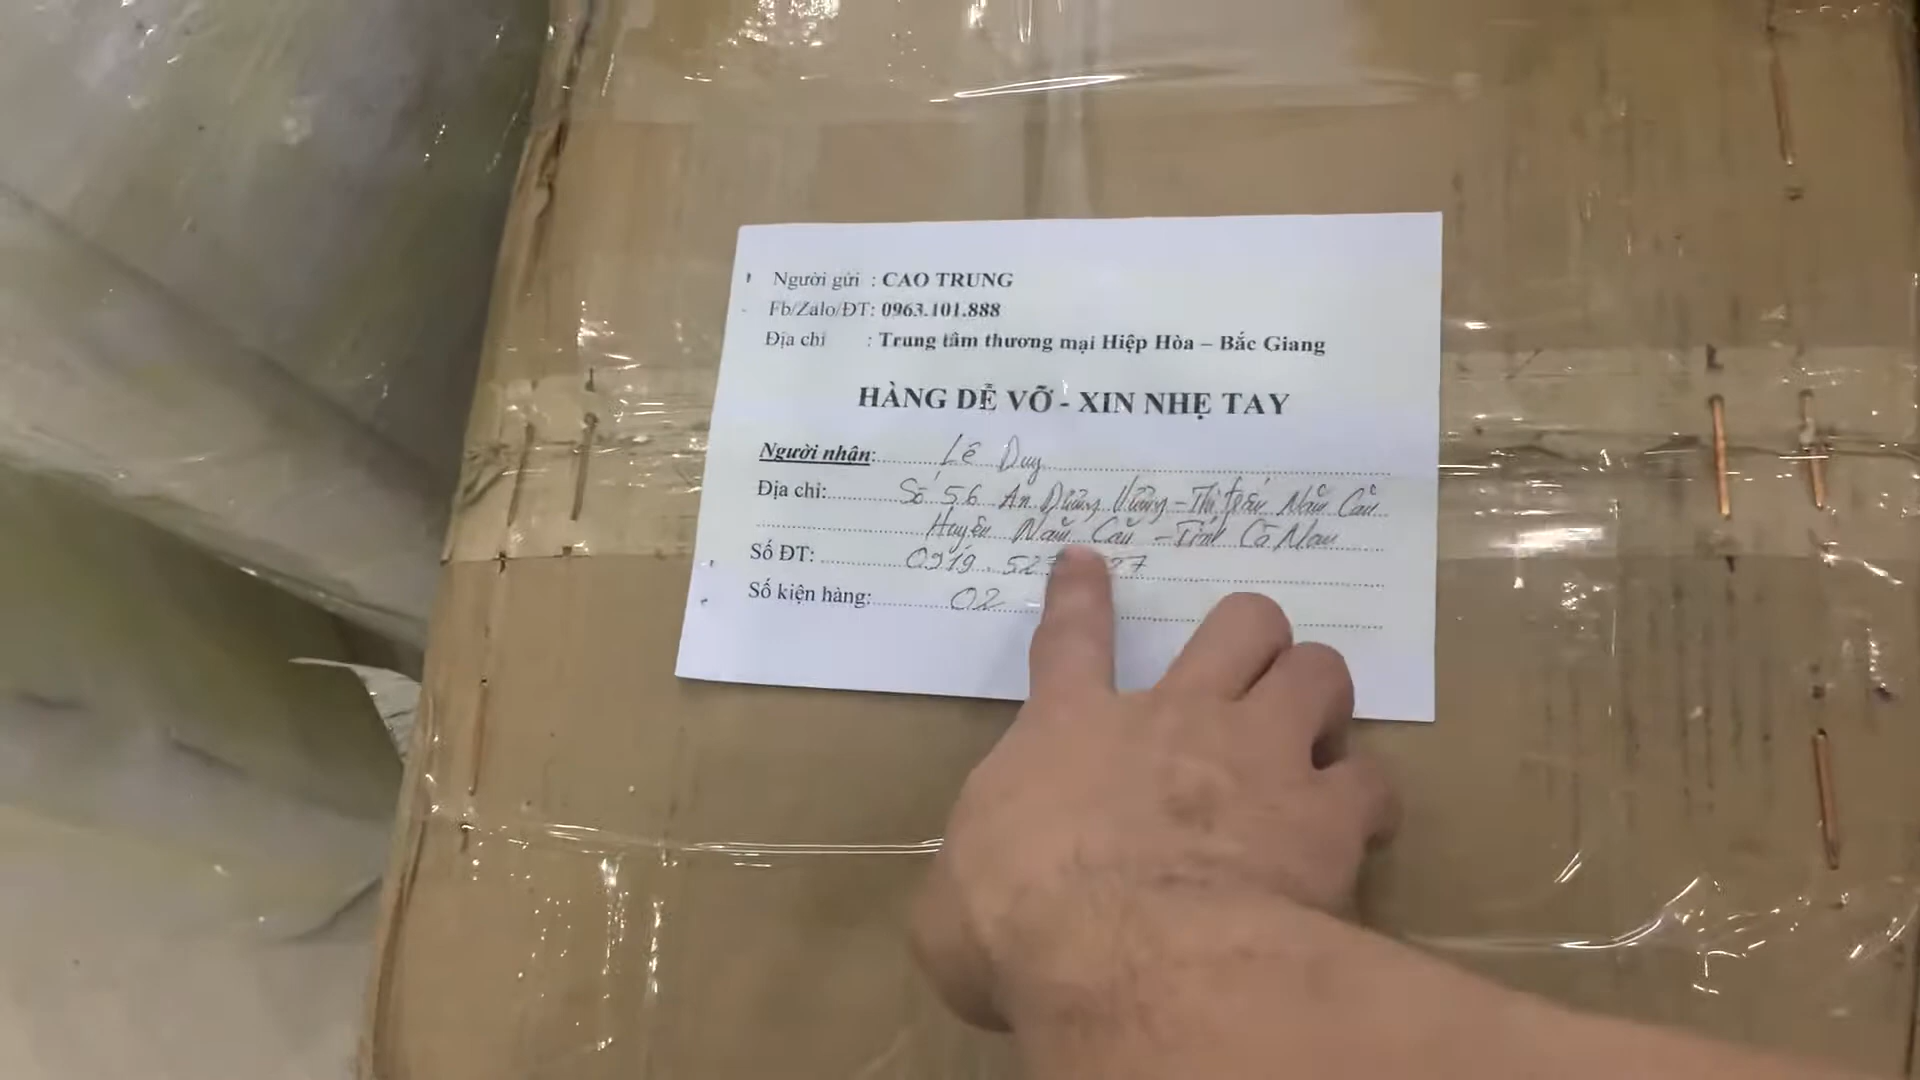 Người gửi : CAO TRUNG
Fb/Zalo/ĐT: 0963.101.888
Địa chỉ : Trung tâm thương mại Hiệp Hòa – Bắc Giang
HÀNG DỄ VỠ - XIN NHẸ TAY
Người nhận: Lê Duy
Địa chỉ: Số 56 An Dương Vương - Thị trấn Năm Căn
Huyện Năm Căn - Tỉnh Cà Mau
Số ĐT: 0919.527 27
Số kiện hàng: 02